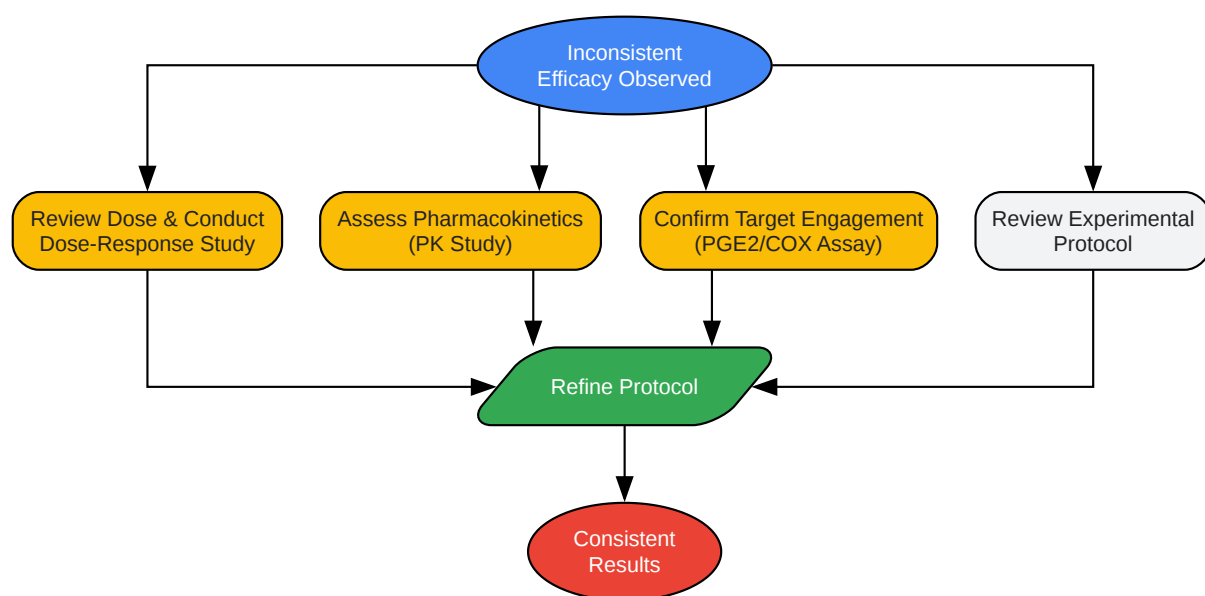 Inconsistent
Efficacy Observed
Review Dose & Conduct
Dose-Response Study
Assess Pharmacokinetics
(PK Study)
Confirm Target Engagement
(PGE2/COX Assay)
Review Experimental
Protocol
Refine Protocol
Consistent
Results